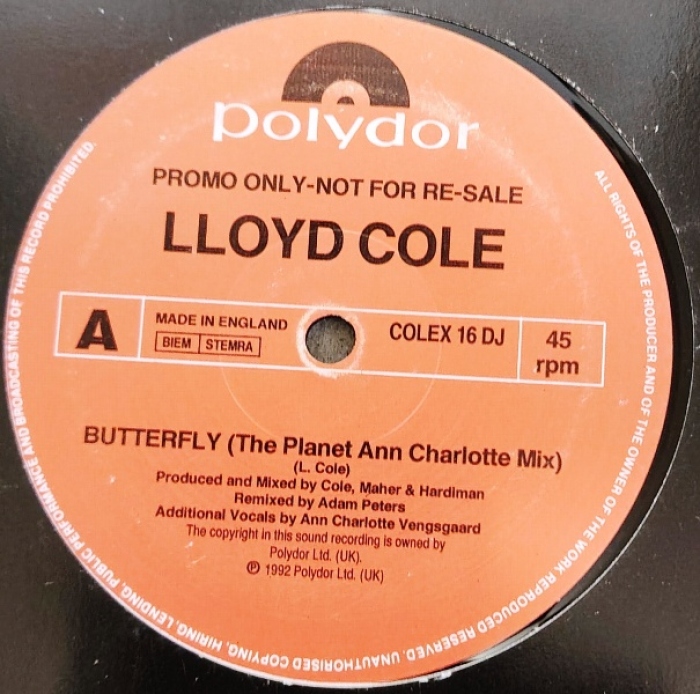 polydor
PROMO ONLY-NOT FOR RE-SALE
LLOYD COLE
A
MADE IN ENGLAND
BIEM STEMRA
COLEX 16 DJ
45
rpm
BUTTERFLY (The Planet Ann Charlotte Mix)
(L. Cole)
Produced and Mixed by Cole, Maher & Hardiman
Remixed by Adam Peters
Additional Vocals by Ann Charlotte Vengsgaard
The copyright in this sound recording is owned by
Polydor Ltd. (UK).
℗ 1992 Polydor Ltd. (UK)
ALL RIGHTS OF THE PRODUCER AND OF THE OWNER OF THE WORK REPRODUCED RESERVED. UNAUTHORISED COPYING, HIRING, LENDING, PUBLIC PERFORMANCE AND BROADCASTING OF THIS RECORD PROHIBITED.